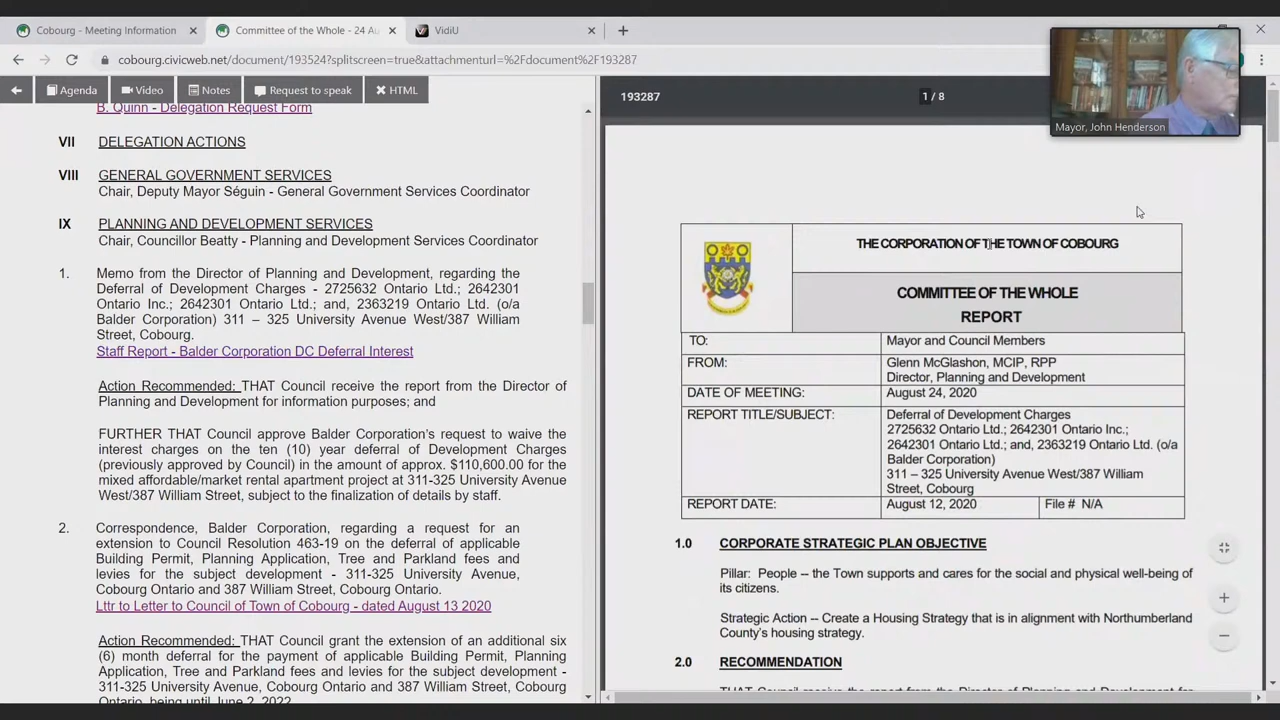 Cobourg - Meeting Information
Committee of the Whole - 24 Au
VidiU
cobourg.civicweb.net/document/193524?splitscreen=true&attachmenturl=%2Fdocument%2F193287
Agenda
Video
Notes
Request to speak
HTML
B. Quinn - Delegation Request Form
VII DELEGATION ACTIONS
VIII GENERAL GOVERNMENT SERVICES
Chair, Deputy Mayor Séguin - General Government Services Coordinator
IX PLANNING AND DEVELOPMENT SERVICES
Chair, Councillor Beatty - Planning and Development Services Coordinator
1. Memo from the Director of Planning and Development, regarding the
Deferral of Development Charges - 2725632 Ontario Ltd.; 2642301
Ontario Inc.; 2642301 Ontario Ltd.; and, 2363219 Ontario Ltd. (o/a
Balder Corporation) 311 – 325 University Avenue West/387 William
Street, Cobourg.
Staff Report - Balder Corporation DC Deferral Interest
Action Recommended: THAT Council receive the report from the Director of
Planning and Development for information purposes; and
FURTHER THAT Council approve Balder Corporation's request to waive the
interest charges on the ten (10) year deferral of Development Charges
(previously approved by Council) in the amount of approx. $110,600.00 for the
mixed affordable/market rental apartment project at 311-325 University Avenue
West/387 William Street, subject to the finalization of details by staff.
2. Correspondence, Balder Corporation, regarding a request for an
extension to Council Resolution 463-19 on the deferral of applicable
Building Permit, Planning Application, Tree and Parkland fees and
levies for the subject development - 311-325 University Avenue,
Cobourg Ontario and 387 William Street, Cobourg Ontario.
Lttr to Letter to Council of Town of Cobourg - dated August 13 2020
Action Recommended: THAT Council grant the extension of an additional six
(6) month deferral for the payment of applicable Building Permit, Planning
Application, Tree and Parkland fees and levies for the subject development -
311-325 University Avenue, Cobourg Ontario and 387 William Street, Cobourg
Ontario, being until June 2, 2022
193287
1 / 8
Mayor, John Henderson
THE CORPORATION OF THE TOWN OF COBOURG
COMMITTEE OF THE WHOLE
REPORT
TO: Mayor and Council Members
FROM: Glenn McGlashon, MCIP, RPP
Director, Planning and Development
DATE OF MEETING: August 24, 2020
REPORT TITLE/SUBJECT: Deferral of Development Charges
2725632 Ontario Ltd.; 2642301 Ontario Inc.;
2642301 Ontario Ltd.; and, 2363219 Ontario Ltd. (o/a
Balder Corporation)
311 – 325 University Avenue West/387 William
Street, Cobourg
REPORT DATE: August 12, 2020 File # N/A
1.0 CORPORATE STRATEGIC PLAN OBJECTIVE
Pillar: People -- the Town supports and cares for the social and physical well-being of
its citizens.
Strategic Action -- Create a Housing Strategy that is in alignment with Northumberland
County's housing strategy.
2.0 RECOMMENDATION
THAT Council receive the report from the Director of Planning and Development for